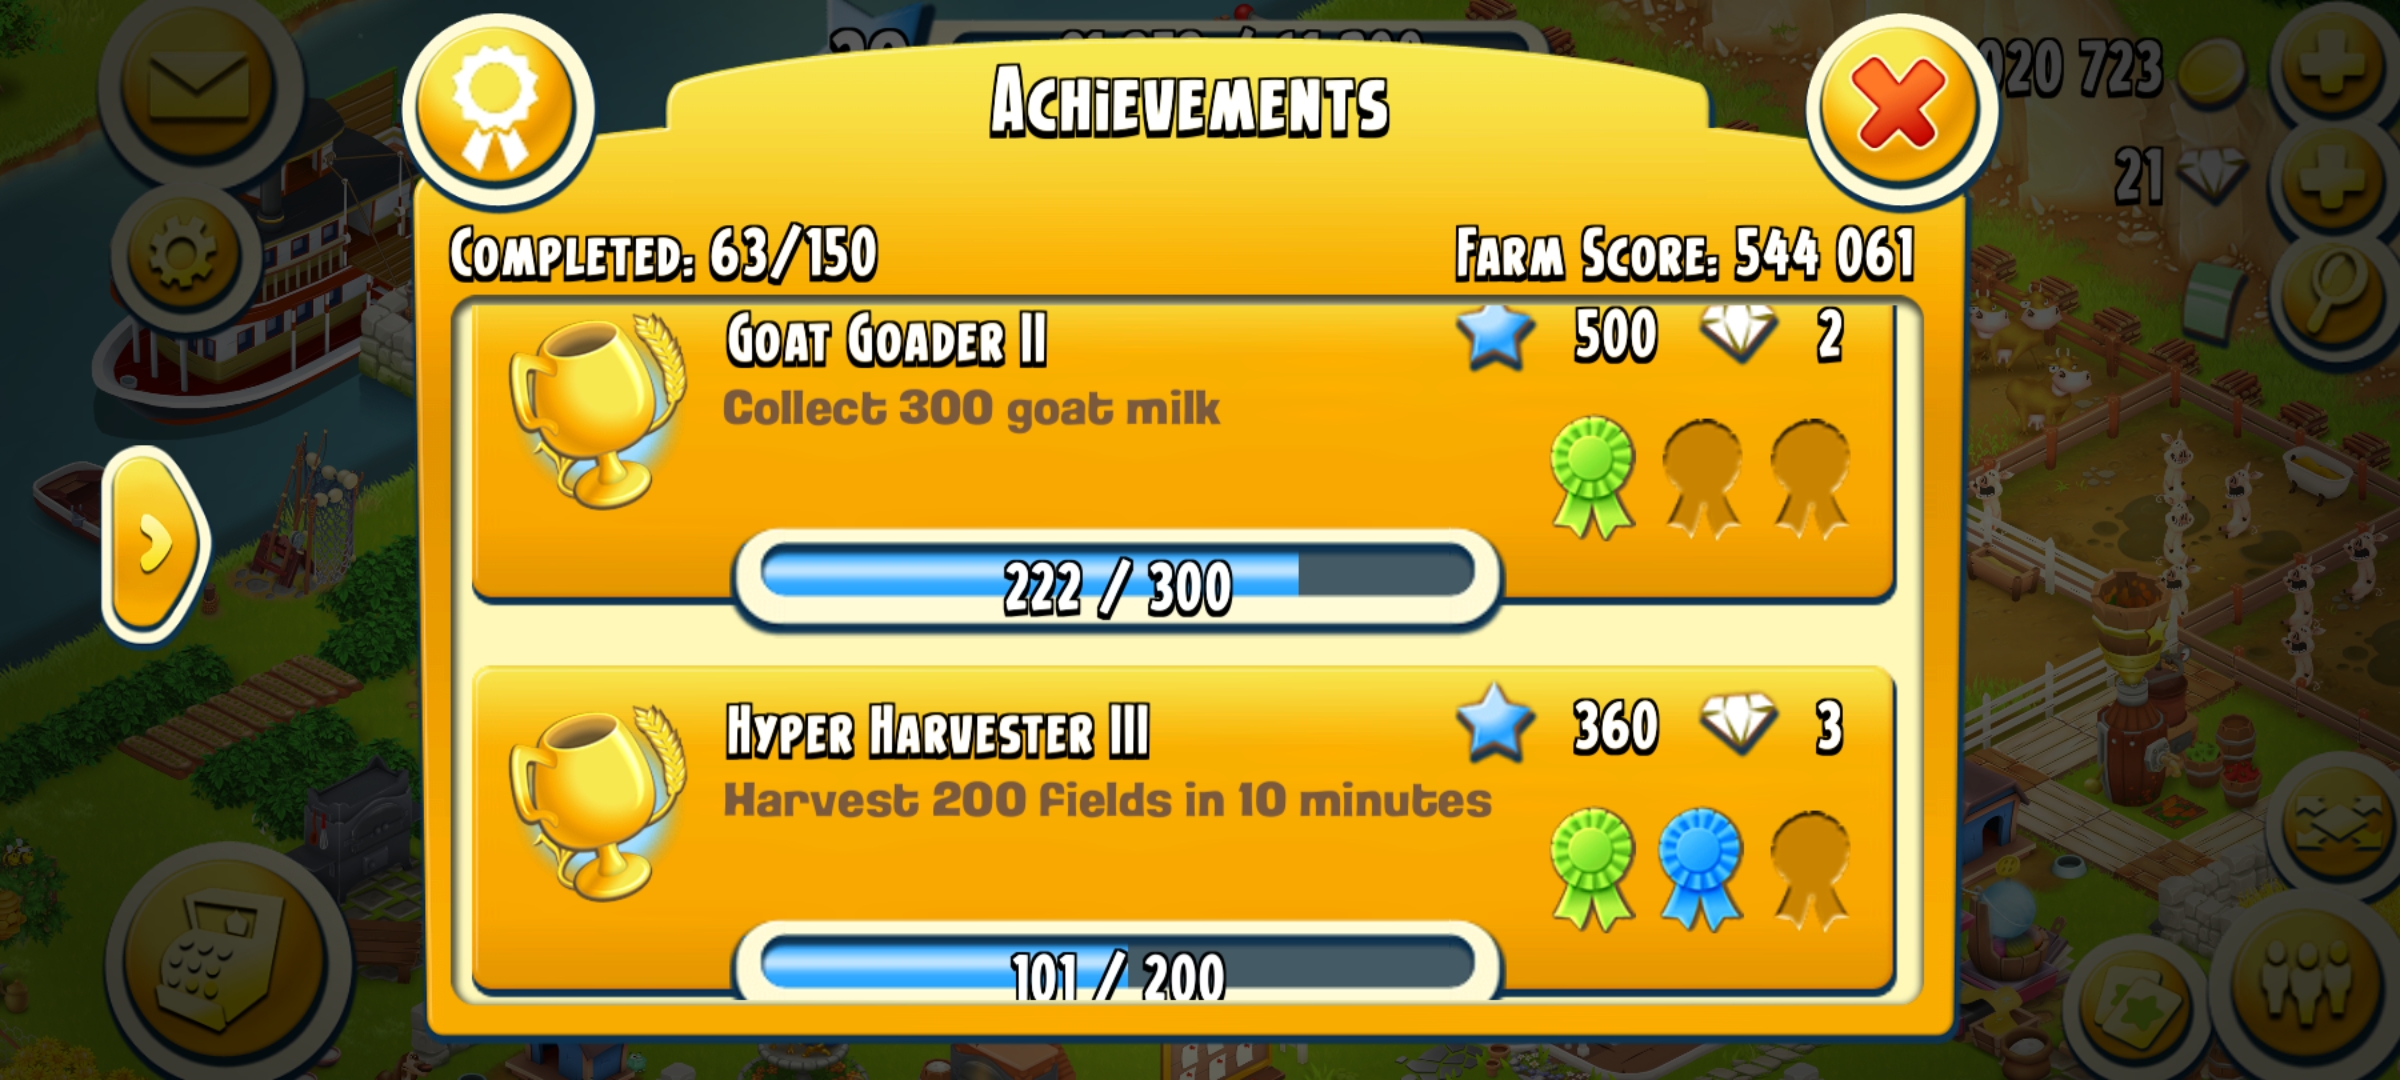 Achievements
020 723
21
Completed: 63/150
Farm Score: 544 061
Goat Goader II
500
2
Collect 300 goat milk
222 / 300
Hyper Harvester III
360
3
Harvest 200 fields in 10 minutes
101 / 200